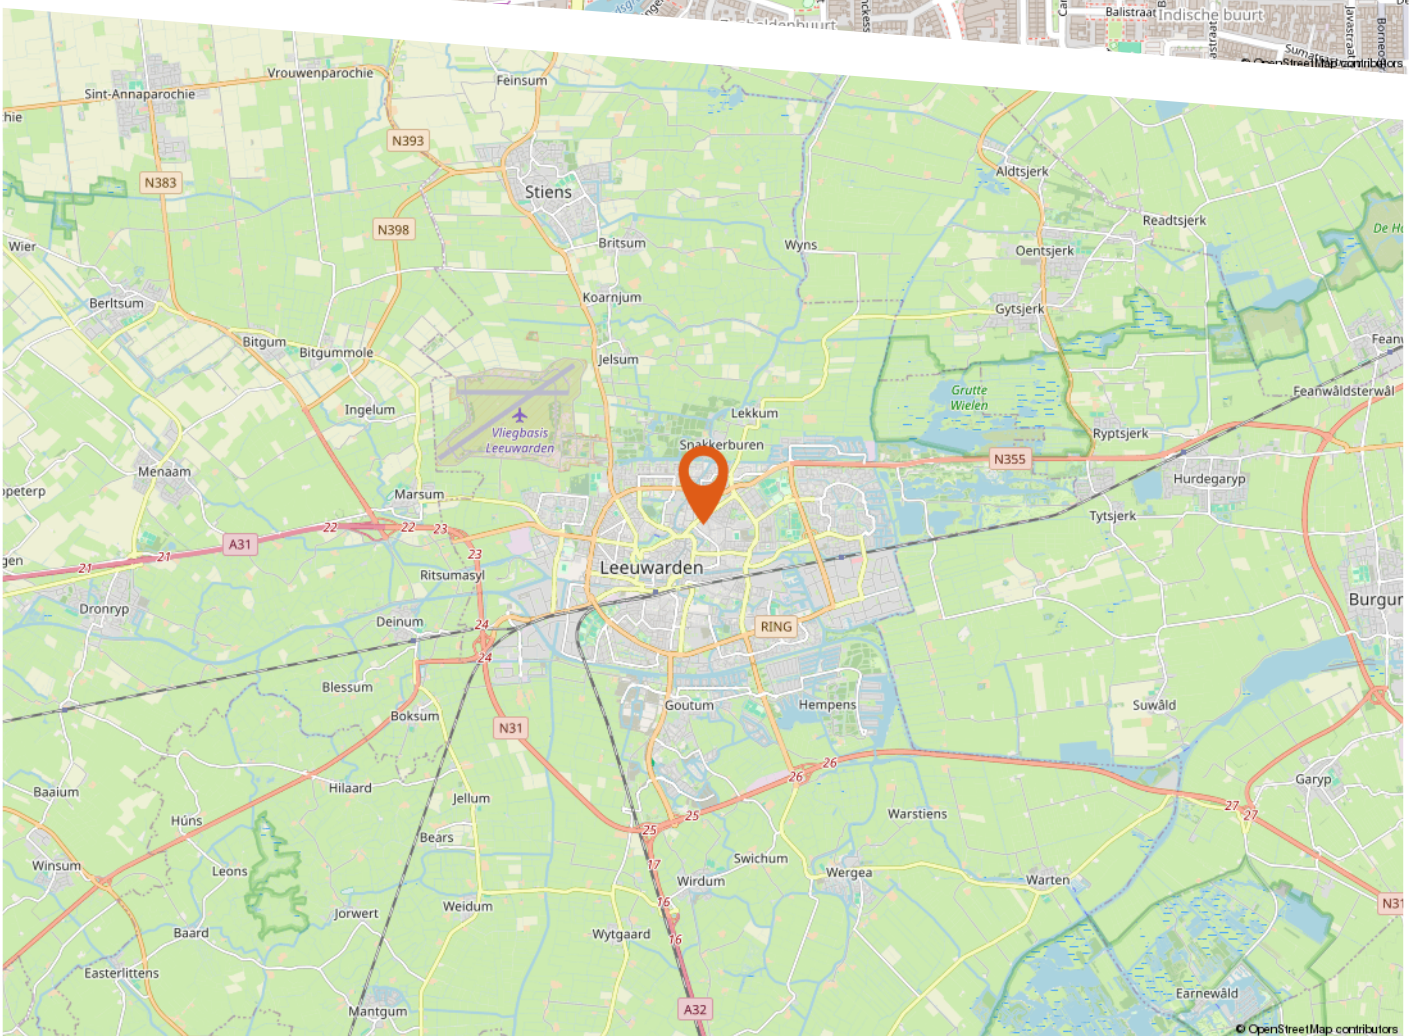 Balistraat
Indische buurt
Javastraat
© OpenStreetMap contributors
Vrouwenparochie
Feinsum
Sint-Annaparochie
N393
Aldtsjerk
N383
Stiens
Readtsjerk
N398
Britsum
Wyns
Wier
Oentsjerk
Koarnjum
Berltsum
Gytsjerk
Bitgum
Bitgummole
Jelsum
Grutte
Wielen
Feanwâldsterwâl
Ingelum
Lekkum
Vliegbasis
Leeuwarden
Snakkerburen
Ryptsjerk
N355
Menaam
Hurdegaryp
Marsum
Tytsjerk
22
22
23
A31
21
21
23
Leeuwarden
Ritsumasyl
Dronryp
Deinum
24
RING
24
Blessum
Goutum
Hempens
Suwâld
Boksum
N31
26
26
Garyp
Baaium
Hilaard
Jellum
27
27
Húns
Warstiens
25
25
Bears
Swichum
17
Winsum
Leons
Wirdum
Wergea
Warten
16
N31
Jorwert
Weidum
Baard
Wytgaard
16
Easterlittens
Earnewâld
Mantgum
A32
© OpenStreetMap contributors